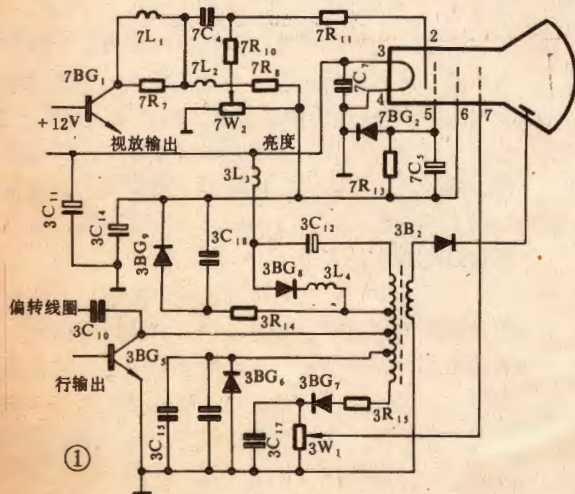 7L₁
7C₄
7R₁₁
2
7R₁₀
3
7C₇
7BG₁
7R₇
7L₂
7R₈
4
7BG₂
5
6
7
+12V
视放输出
7W₂
亮度
7R₁₃
7C₅
3L₃
3C₁₁
3C₁₄
3BG₉
3C₁₈
3C₁₂
3B₂
3BG₈
3L₄
偏转线圈
3C₁₀
3R₁₄
3BG₅
行输出
3BG₆
3BG₇
3R₁₅
3C₁₅
3C₁₇
3W₁
①